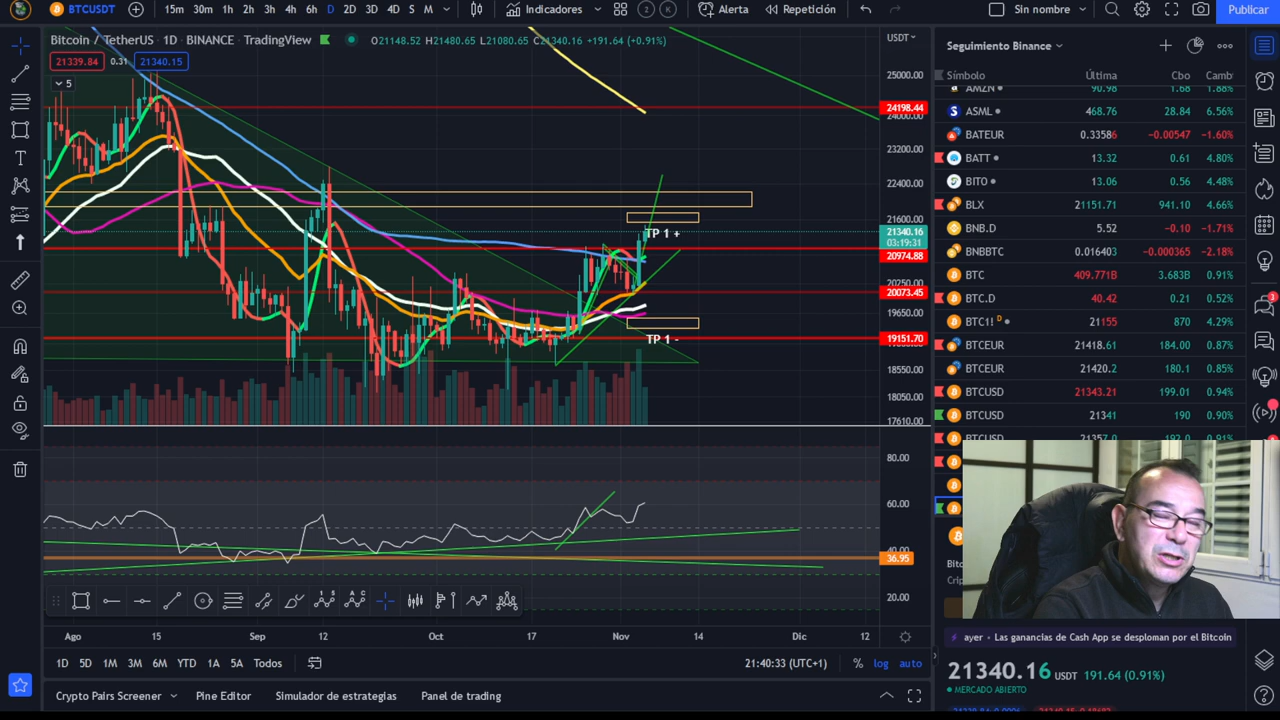 BTCUSDT 15m 30m 1h 2h 3h 4h 6h D 2D 3D 4D S M Indicadores 2 K Alerta Repetición Sin nombre Publicar
Bitcoin / TetherUS · 1D · BINANCE · TradingView O21148.52 H21480.65 L21080.65 C21340.16 +191.64 (+0.91%) USDT
21339.84 0.31 21340.15
5
25000.00
24198.44
24000.00
23200.00
22400.00
21600.00
21340.16
03:19:31
20974.88
20250.00
20073.45
19650.00
19151.70
18550.00
18050.00
17610.00
TP 1 +
TP 1 -
80.00
60.00
40.00
36.95
20.00
Ago 15 Sep 12 Oct 17 Nov 14 Dic 12
1D 5D 1M 3M 6M YTD 1A 5A Todos 21:40:33 (UTC+1) % log auto
Crypto Pairs Screener Pine Editor Simulador de estrategias Panel de trading
Seguimiento Binance
Símbolo Última Cbo Camb
AMZN 90.98 1.68 1.88%
ASML 468.76 28.84 6.56%
BATEUR 0.33586 −0.00547 −1.60%
BATT 13.32 0.61 4.80%
BITO 13.06 0.56 4.48%
BLX 21151.71 941.10 4.66%
BNB.D 5.52 −0.10 −1.71%
BNBBTC 0.016403 −0.000365 −2.18%
BTC 409.771B 3.683B 0.91%
BTC.D 40.42 0.21 0.52%
BTC1! D 21155 870 4.29%
BTCEUR 21418.61 184.00 0.87%
BTCEUR 21420.2 180.1 0.85%
BTCUSD 21343.21 199.01 0.94%
BTCUSD 21341 190 0.90%
BTCUSD 21357.0 192.0 0.91%
ayer · Las ganancias de Cash App se desploman por el Bitcoin
21340.16 USDT 191.64 (0.91%)
MERCADO ABIERTO